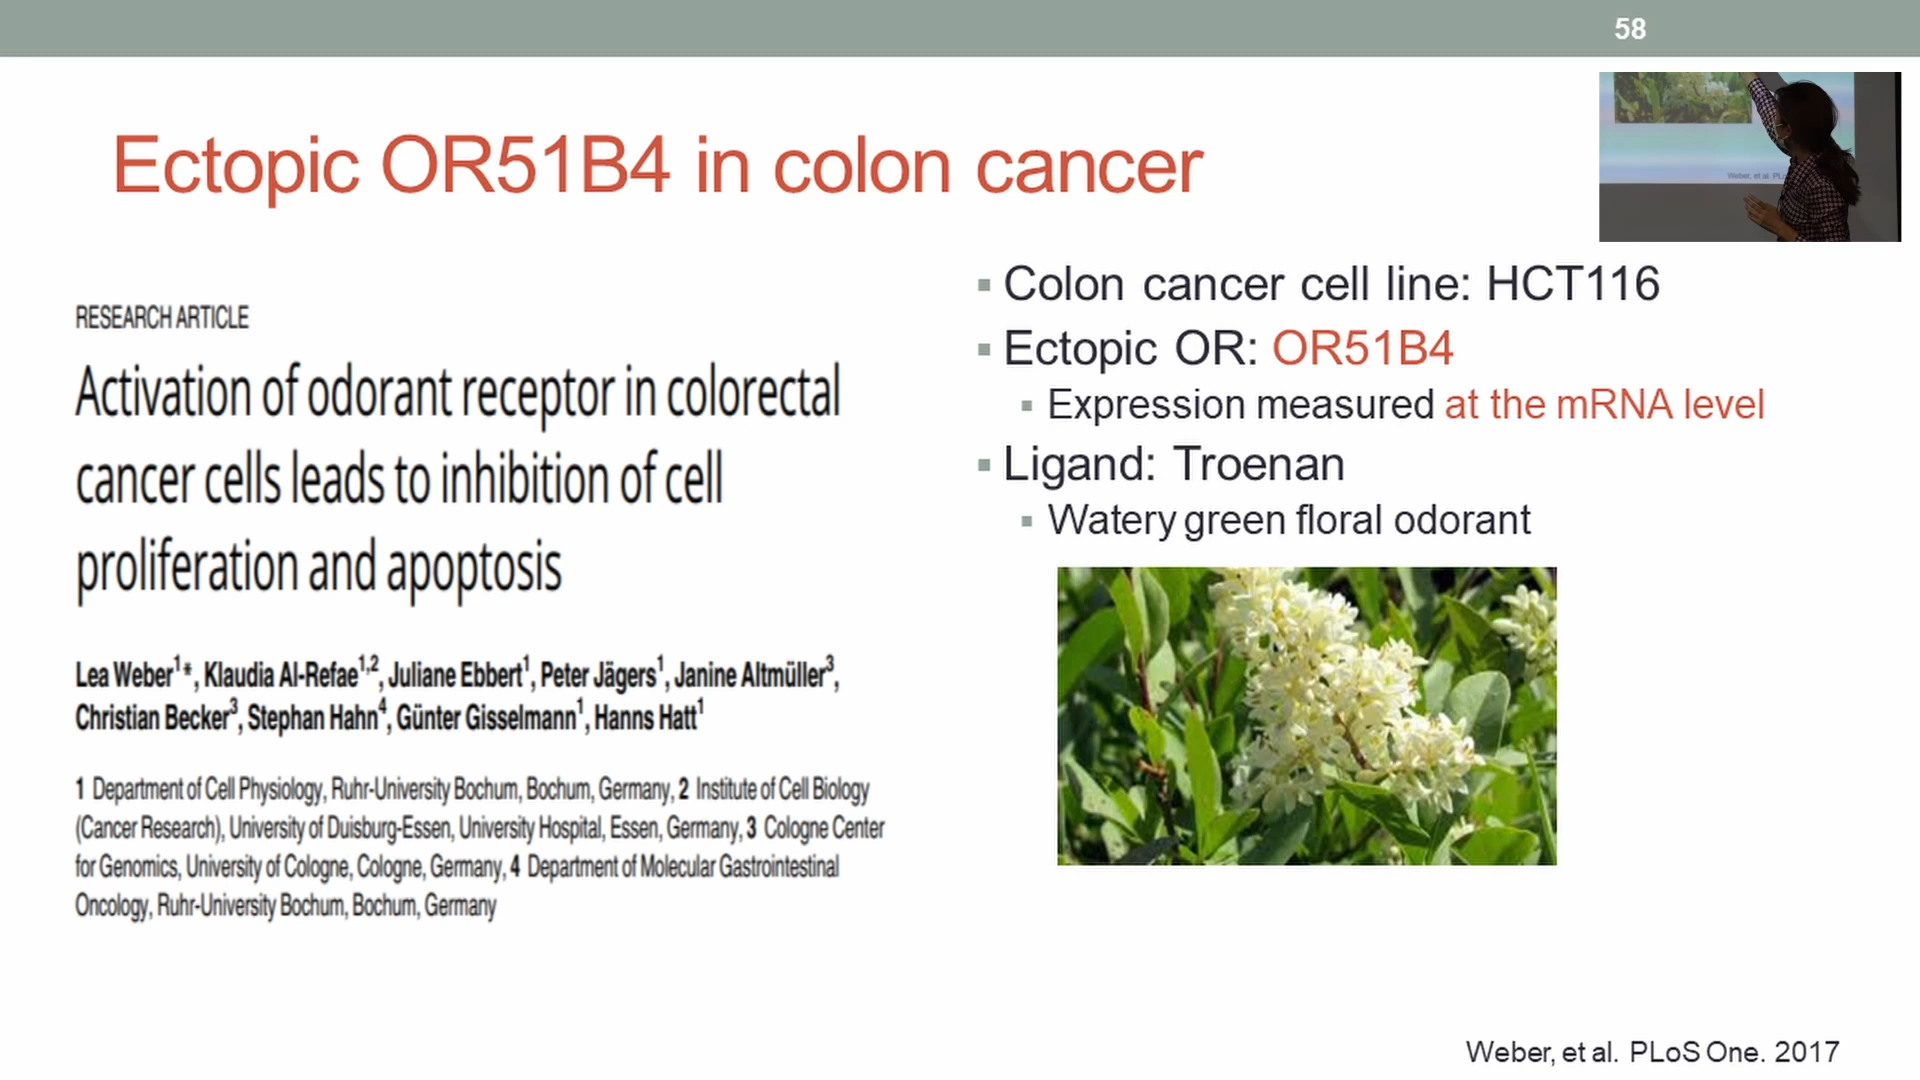 58
Ectopic OR51B4 in colon cancer
RESEARCH ARTICLE
Activation of odorant receptor in colorectal
cancer cells leads to inhibition of cell
proliferation and apoptosis
Lea Weber1*, Klaudia Al-Refae1,2, Juliane Ebbert1, Peter Jägers1, Janine Altmüller3,
Christian Becker3, Stephan Hahn4, Günter Gisselmann1, Hanns Hatt1
1 Department of Cell Physiology, Ruhr-University Bochum, Bochum, Germany, 2 Institute of Cell Biology
(Cancer Research), University of Duisburg-Essen, University Hospital, Essen, Germany, 3 Cologne Center
for Genomics, University of Cologne, Cologne, Germany, 4 Department of Molecular Gastrointestinal
Oncology, Ruhr-University Bochum, Bochum, Germany
Colon cancer cell line: HCT116
Ectopic OR: OR51B4
Expression measured at the mRNA level
Ligand: Troenan
Watery green floral odorant
Weber, et al.
Weber, et al. PLoS One. 2017